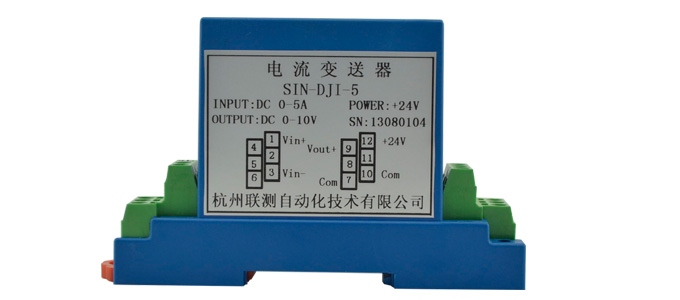 电流变送器
SIN-DJI-5
INPUT:DC 0-5A POWER:+24V
OUTPUT:DC 0-10V SN:13080104
1 Vin+ 12 +24V
4 2 Vout+ 9 11
5 3 Vin- 8 10 Com
6 Com 7
杭州联测自动化技术有限公司